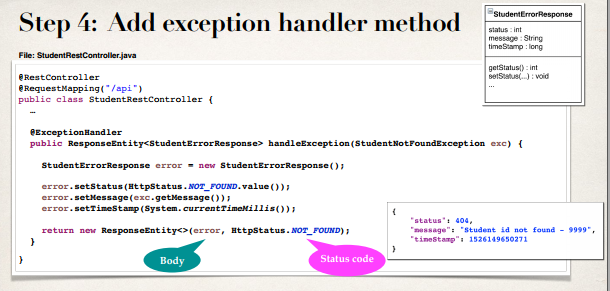 Step 4: Add exception handler method
StudentErrorResponse
status : int
message : String
timeStamp : long
getStatus() : int
setStatus(...) : void
...
File: StudentRestController.java
@RestController
@RequestMapping("/api")
public class StudentRestController {
…
@ExceptionHandler
public ResponseEntity<StudentErrorResponse> handleException(StudentNotFoundException exc) {
StudentErrorResponse error = new StudentErrorResponse();
error.setStatus(HttpStatus.NOT_FOUND.value());
error.setMessage(exc.getMessage());
error.setTimeStamp(System.currentTimeMillis());
return new ResponseEntity<>(error, HttpStatus.NOT_FOUND);
}
}
Body
Status code
{
"status": 404,
"message": "Student id not found - 9999",
"timeStamp": 1526149650271
}